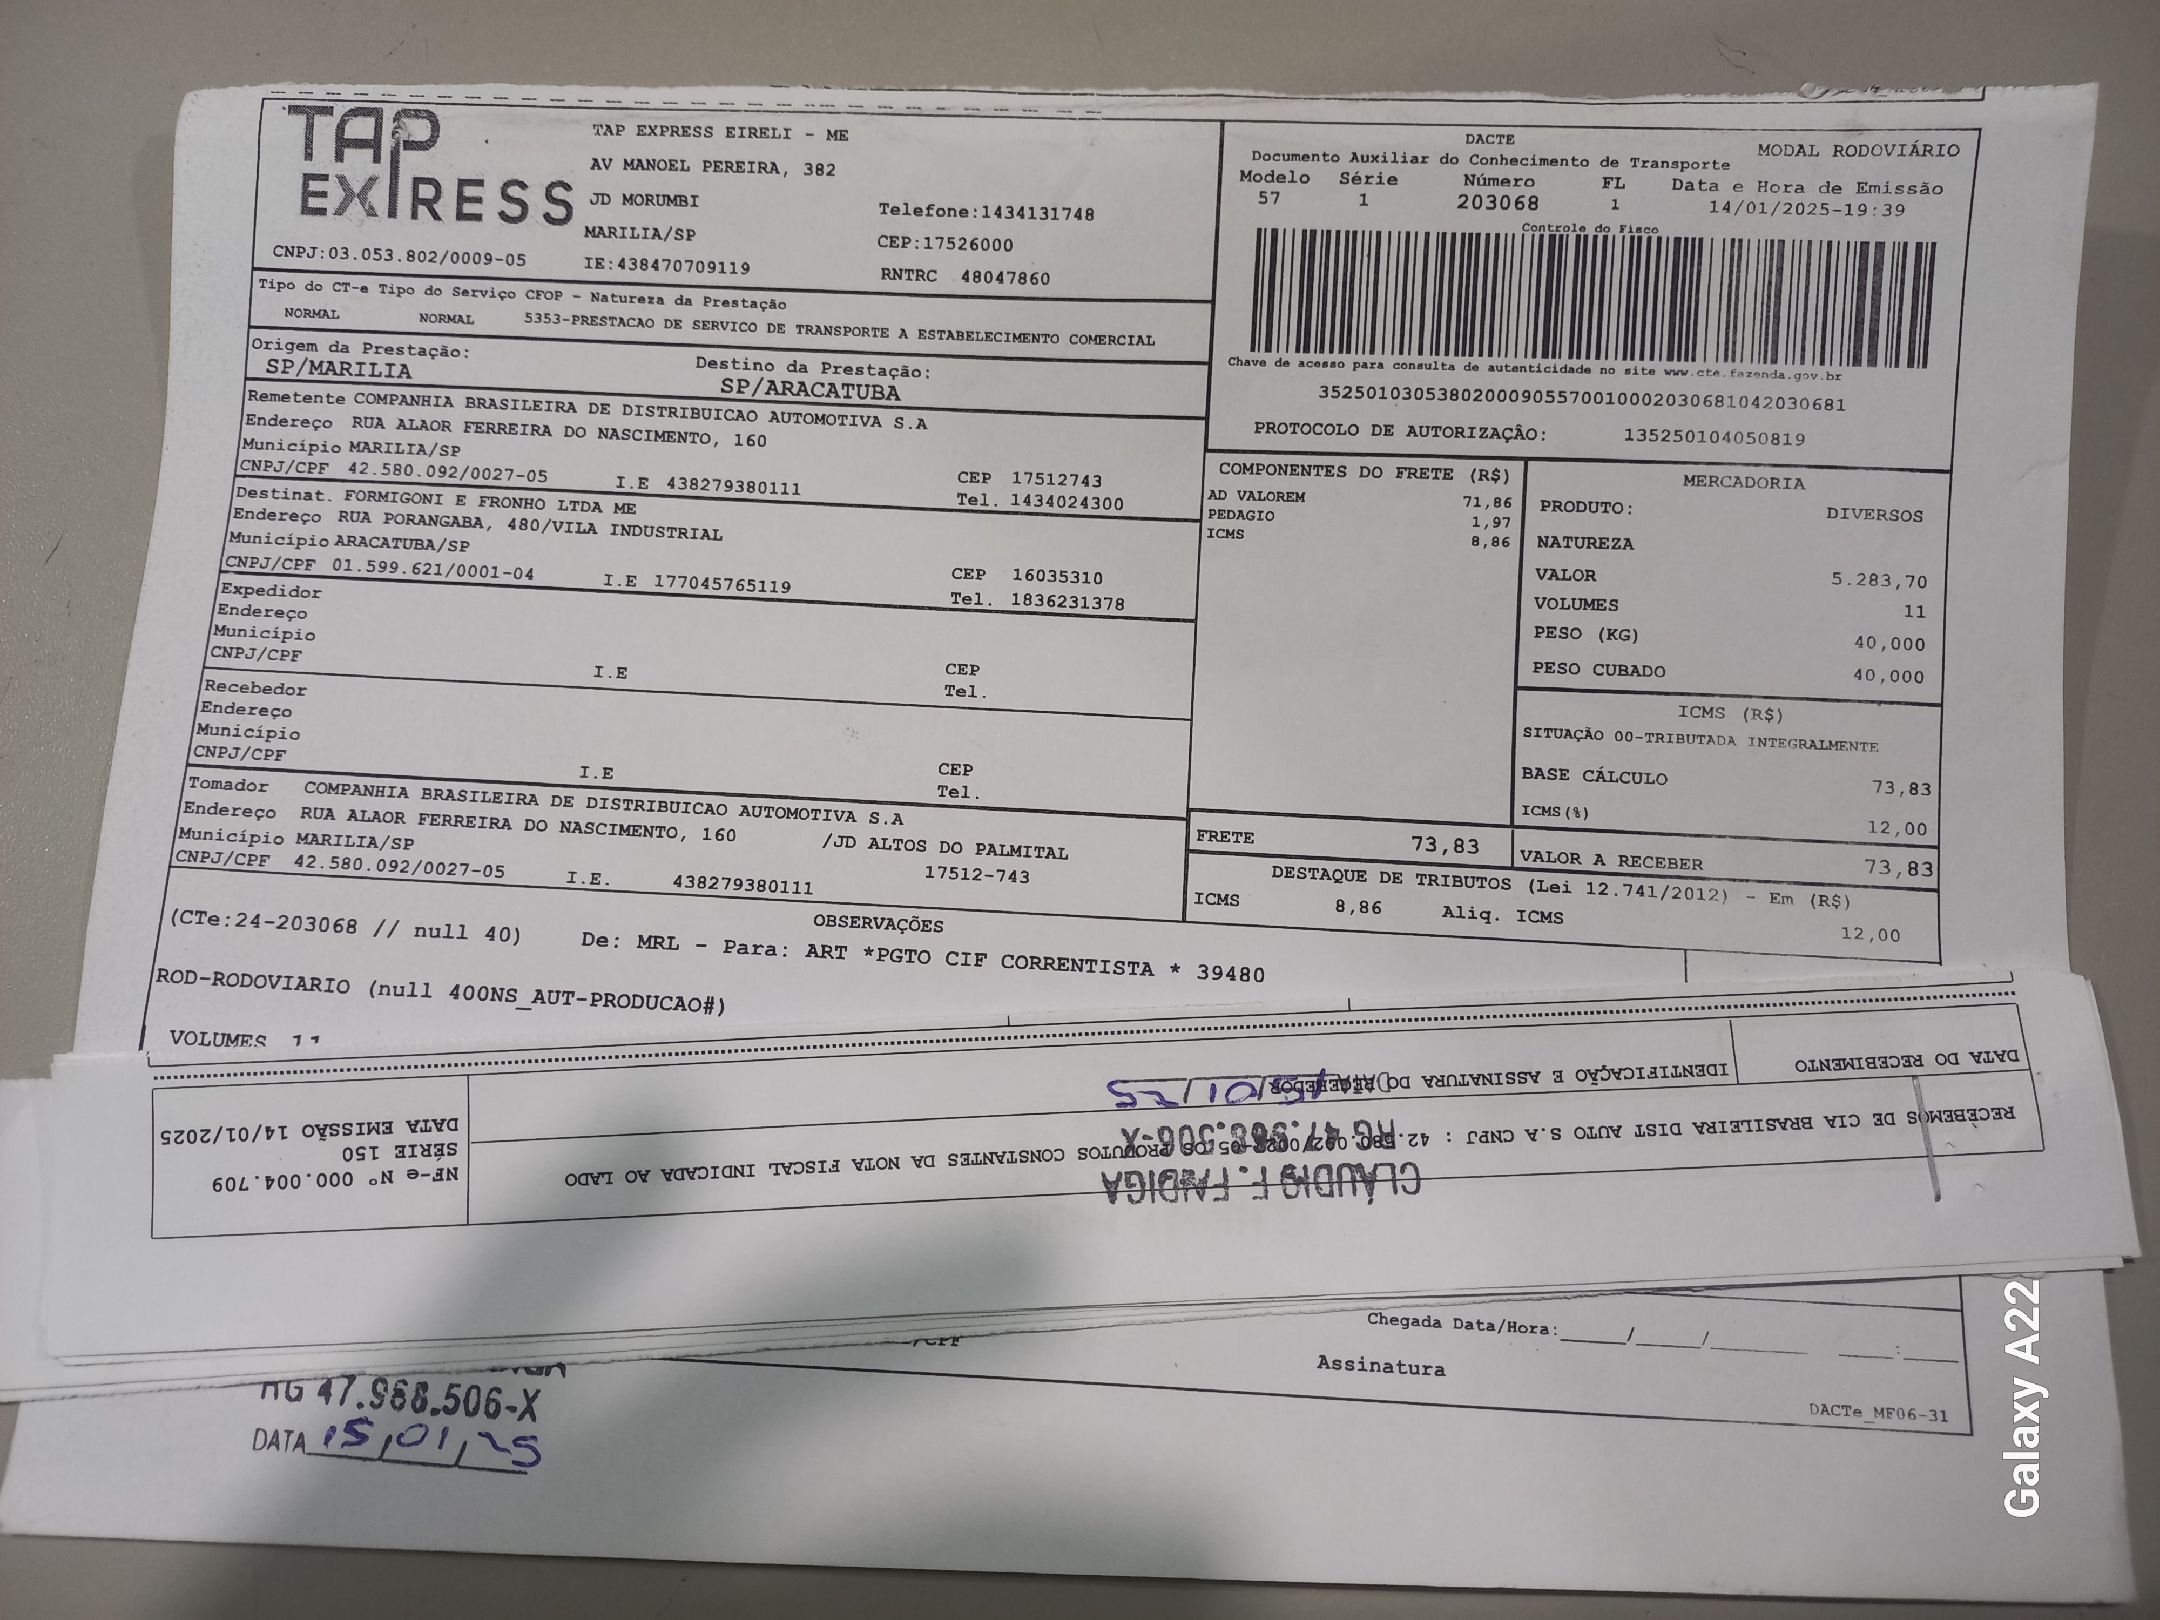 TAP
EXPRESS
TAP EXPRESS EIRELI - ME
AV MANOEL PEREIRA, 382
JD MORUMBI
MARILIA/SP
Telefone:1434131748
CEP:17526000
CNPJ:03.053.802/0009-05
IE:438470709119
RNTRC 48047860
DACTE
MODAL RODOVIÁRIO
Documento Auxiliar do Conhecimento de Transporte
Modelo Série Número FL Data e Hora de Emissão
57 1 203068 1 14/01/2025-19:39
Controle do Fisco
Chave de acesso para consulta de autenticidade no site www.cte.fazenda.gov.br
35250103053802000905570010002030681042030681
PROTOCOLO DE AUTORIZAÇÂO: 135250104050819
Tipo do CT-e Tipo do Serviço CFOP - Natureza da Prestação
NORMAL NORMAL 5353-PRESTACAO DE SERVICO DE TRANSPORTE A ESTABELECIMENTO COMERCIAL
Origem da Prestação: Destino da Prestação:
SP/MARILIA SP/ARACATUBA
Remetente COMPANHIA BRASILEIRA DE DISTRIBUICAO AUTOMOTIVA S.A
Endereço RUA ALAOR FERREIRA DO NASCIMENTO, 160
Município MARILIA/SP CEP 17512743
CNPJ/CPF 42.580.092/0027-05 I.E 438279380111 Tel. 1434024300
Destinat. FORMIGONI E FRONHO LTDA ME
Endereço RUA PORANGABA, 480/VILA INDUSTRIAL
Município ARACATUBA/SP CEP 16035310
CNPJ/CPF 01.599.621/0001-04 I.E 177045765119 Tel. 1836231378
Expedidor
Endereço
Município CEP
CNPJ/CPF I.E Tel.
Recebedor
Endereço
Município CEP
CNPJ/CPF I.E Tel.
Tomador COMPANHIA BRASILEIRA DE DISTRIBUICAO AUTOMOTIVA S.A
Endereço RUA ALAOR FERREIRA DO NASCIMENTO, 160 /JD ALTOS DO PALMITAL
Município MARILIA/SP 17512-743
CNPJ/CPF 42.580.092/0027-05 I.E. 438279380111
COMPONENTES DO FRETE (R$)
AD VALOREM 71,86
PEDAGIO 1,97
ICMS 8,86
MERCADORIA
PRODUTO: DIVERSOS
NATUREZA
VALOR 5.283,70
VOLUMES 11
PESO (KG) 40,000
PESO CUBADO 40,000
ICMS (R$)
SITUAÇÃO 00-TRIBUTADA INTEGRALMENTE
BASE CÁLCULO 73,83
ICMS(%) 12,00
FRETE 73,83
VALOR A RECEBER 73,83
DESTAQUE DE TRIBUTOS (Lei 12.741/2012) - Em (R$)
ICMS 8,86 Aliq. ICMS 12,00
OBSERVAÇÕES
(CTe:24-203068 // null 40) De: MRL - Para: ART *PGTO CIF CORRENTISTA * 39480
ROD-RODOVIARIO (null 400NS_AUT-PRODUCAO#)
VOLUMES 11
RECEBEMOS DE CIA BRASILEIRA DIST AUTO S.A CNPJ : 42.580.092/0027-05 OS PRODUTOS CONSTANTES DA NOTA FISCAL INDICADA AO LADO
DATA DO RECEBIMENTO
IDENTIFICAÇÃO E ASSINATURA DO RECEBEDOR
NF-e Nº 000.004.709
SÉRIE 150
DATA EMISSÃO 14/01/2025
RG 47.988.506-X
DATA 15/01/25
Chegada Data/Hora:_____/_____/_______ ____:____
Assinatura
DACTe_MF06-31
RG 47.988.506-X
DATA 15/01/25
Galaxy A22